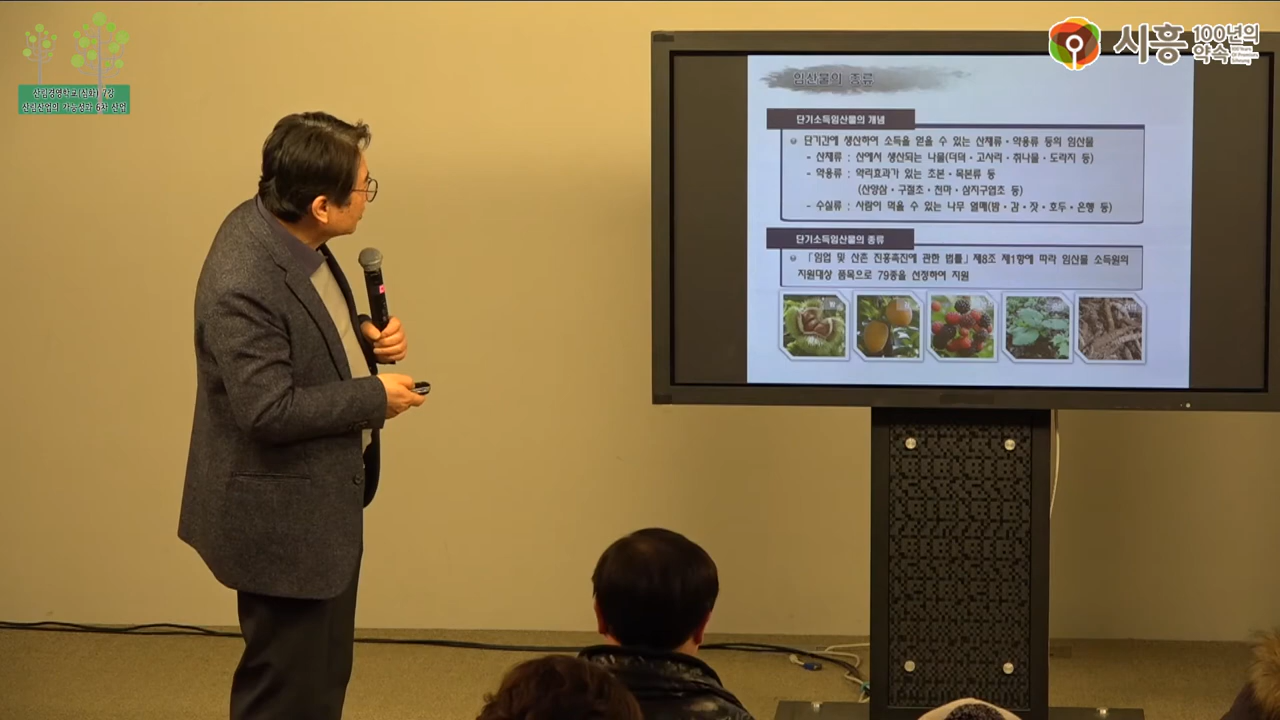 산림경영학교(심화) 7강
산림산업의 가능성과 6차 산업
시흥 100년의 약속
임산물의 종류
단기소득임산물의 개념
단기간에 생산하여 소득을 얻을 수 있는 산채류·약용류 등의 임산물
- 산채류 : 산에서 생산되는 나물(더덕·고사리·취나물·도라지 등)
- 약용류 : 약리효과가 있는 초본·목본류 등
(산양삼·구절초·천마·삼지구엽초 등)
- 수실류 : 사람이 먹을 수 있는 나무 열매(밤·감·잣·호두·은행 등)
단기소득임산물의 종류
「임업 및 산촌 진흥촉진에 관한 법률」제8조 제1항에 따라 임산물 소득원의
지원대상 품목으로 79종을 선정하여 지원